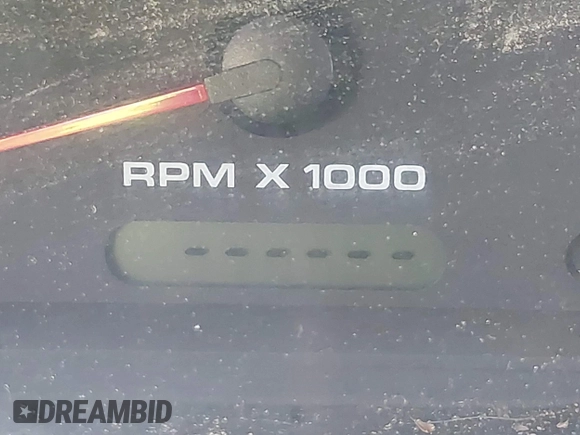 RPM X 1000
------
DREAMBID